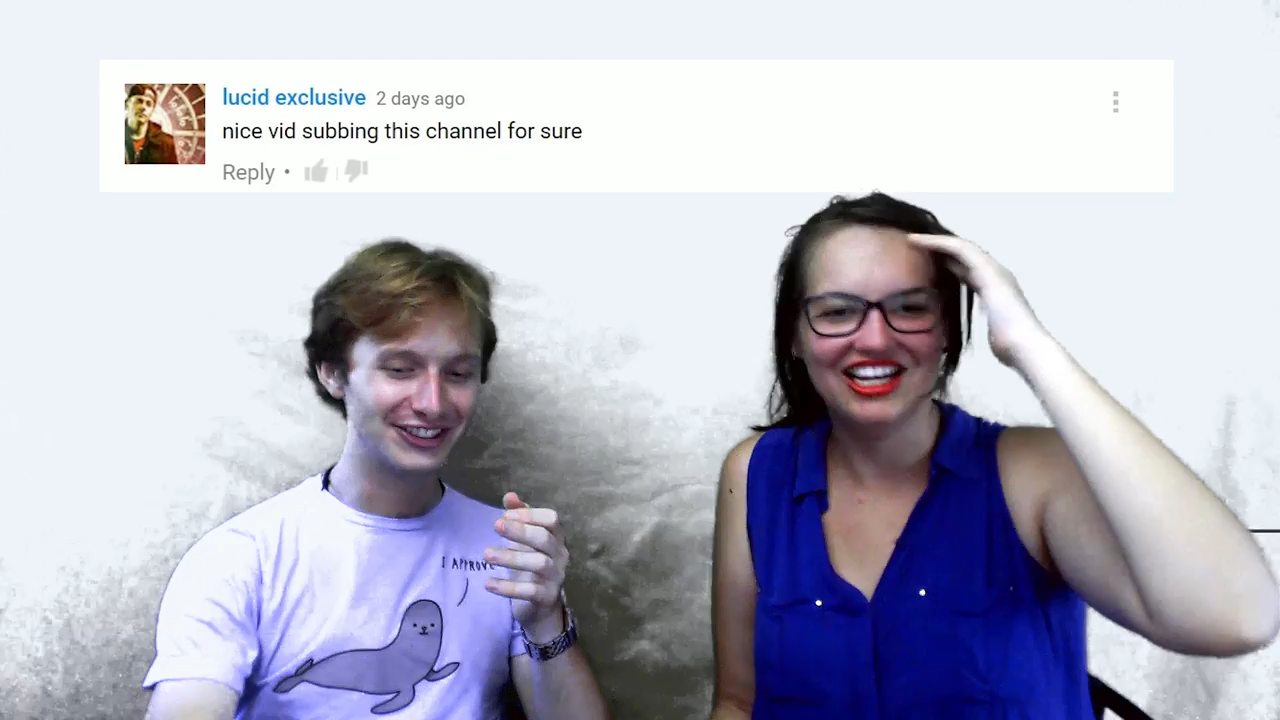 lucid exclusive 2 days ago
nice vid subbing this channel for sure
Reply •
I APPROVE